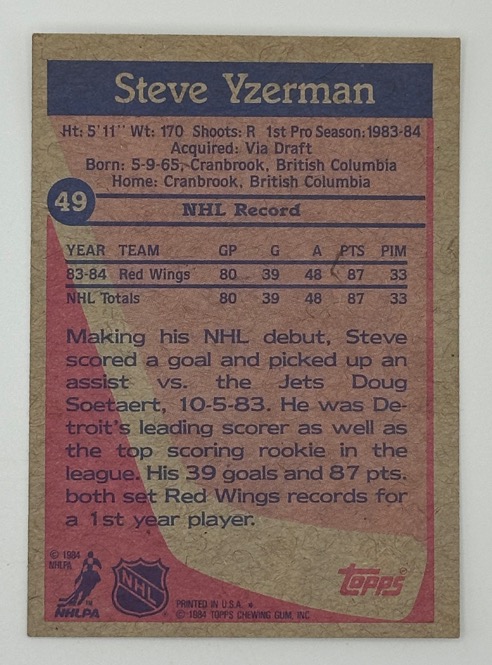 Steve Yzerman
Ht: 5'11" Wt: 170 Shoots: R 1st Pro Season: 1983-84
Acquired: Via Draft
Born: 5-9-65, Cranbrook, British Columbia
Home: Cranbrook, British Columbia
49
NHL Record
YEAR TEAM GP G A PTS PIM
83-84 Red Wings 80 39 48 87 33
NHL Totals 80 39 48 87 33
Making his NHL debut, Steve
scored a goal and picked up an
assist vs. the Jets Doug
Soetaert, 10-5-83. He was De-
troit's leading scorer as well as
the top scoring rookie in the
league. His 39 goals and 87 pts.
both set Red Wings records for
a 1st year player.
© 1984
NHLPA
NHLPA
TM
NHL
topps®
PRINTED IN U.S.A. *
© 1984 TOPPS CHEWING GUM, INC